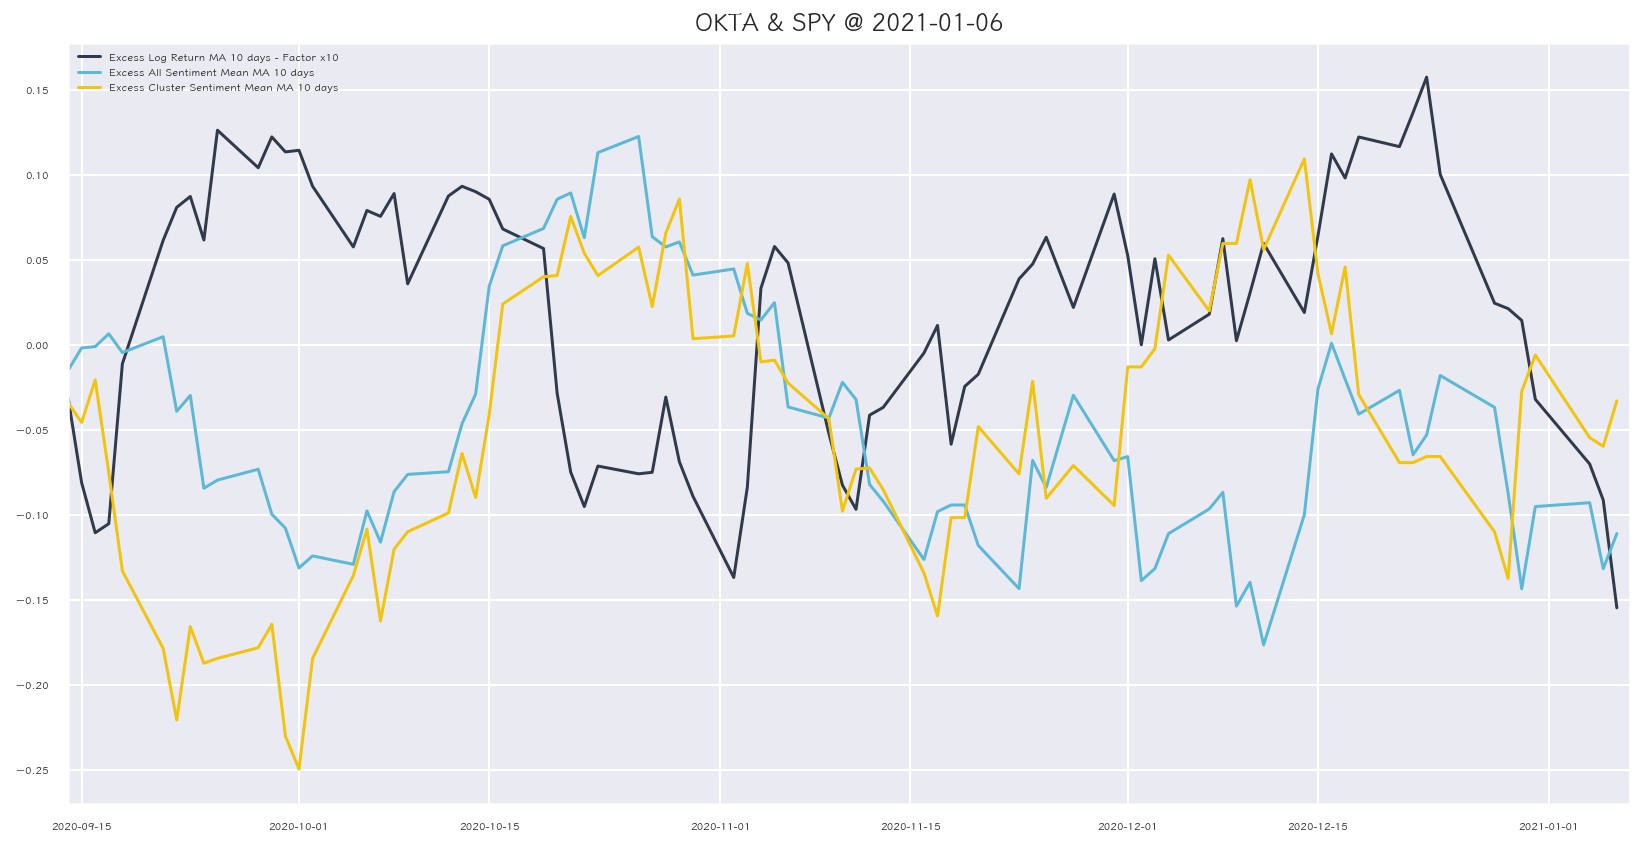 OKTA & SPY @ 2021-01-06
Excess Log Return MA 10 days - Factor x10
Excess All Sentiment Mean MA 10 days
Excess Cluster Sentiment Mean MA 10 days
0.15
0.10
0.05
0.00
−0.05
−0.10
−0.15
−0.20
−0.25
2020-09-15 2020-10-01 2020-10-15 2020-11-01 2020-11-15 2020-12-01 2020-12-15 2021-01-01